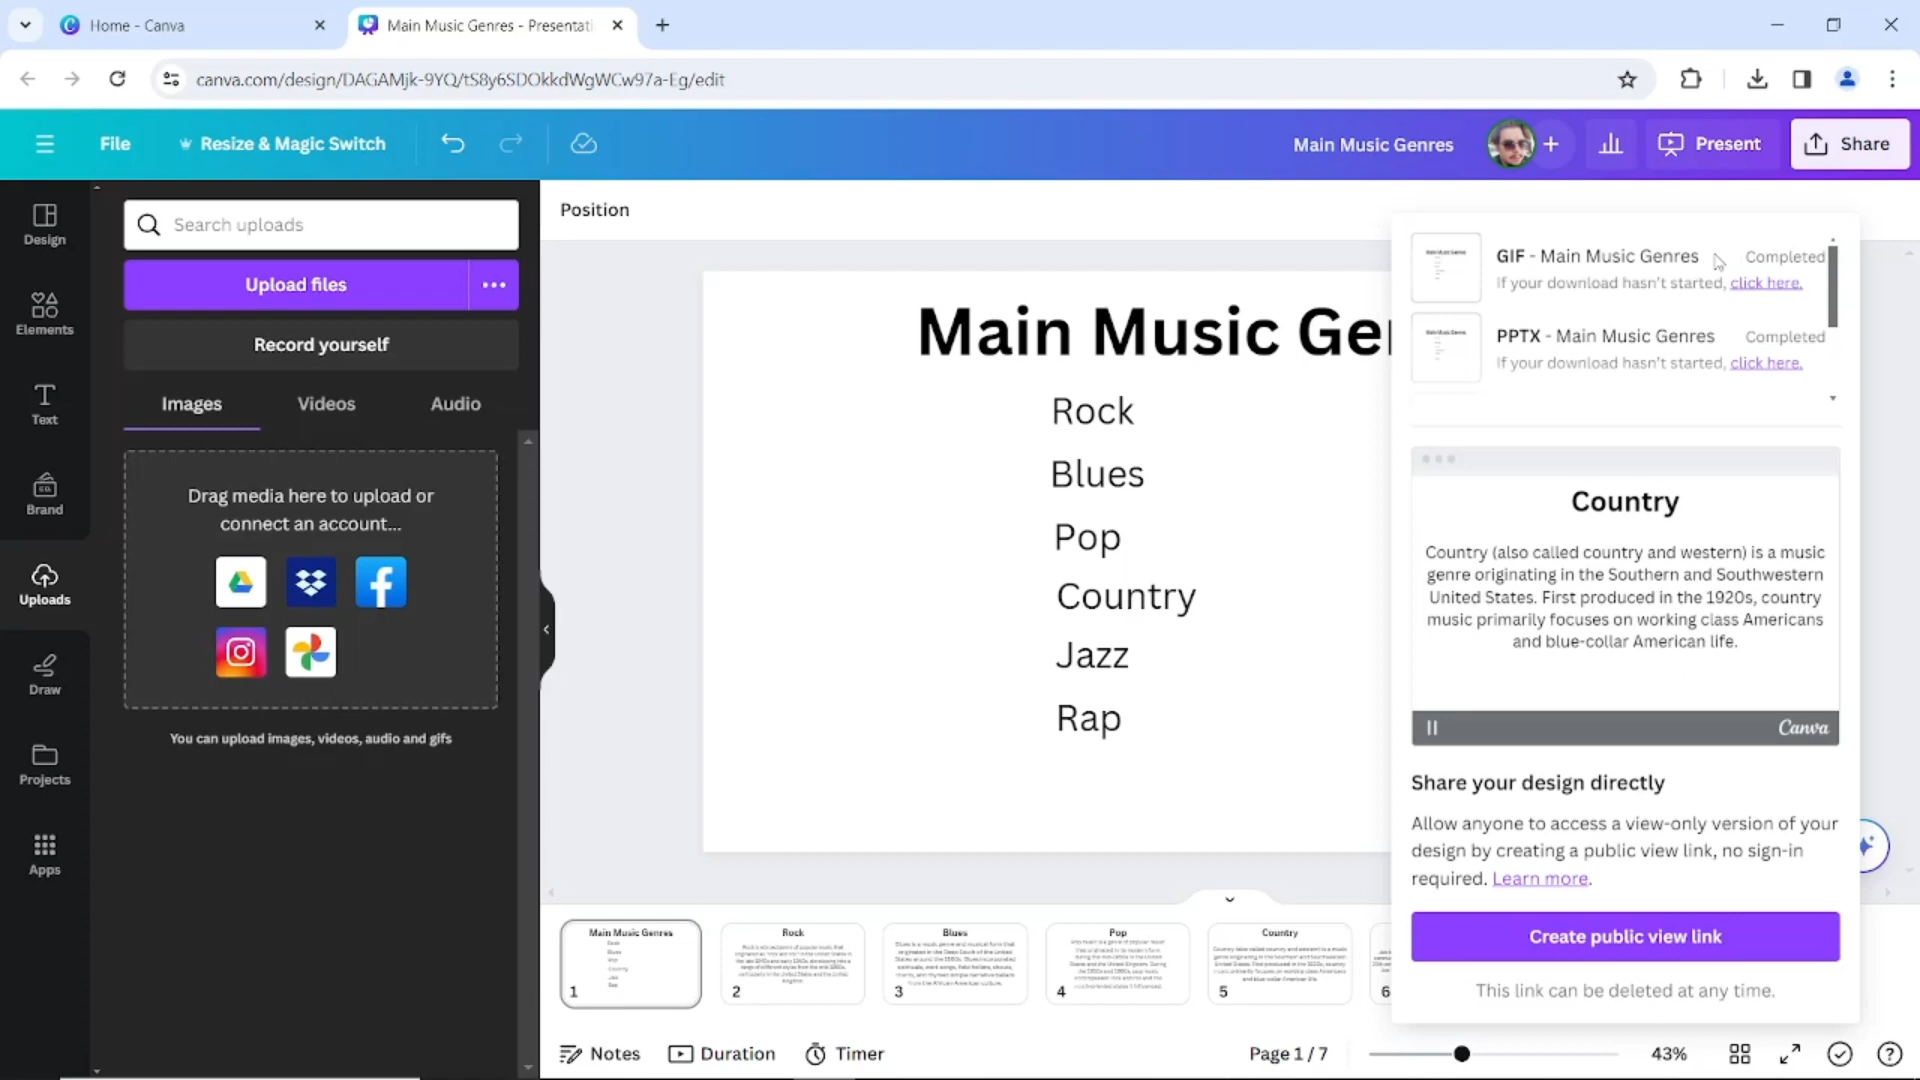 Home - Canva
Main Music Genres - Presentati
canva.com/design/DAGAMjk-9YQ/tS8y6SDOkkdWgWCw97a-Eg/edit
File
Resize & Magic Switch
Main Music Genres
Present
Share
Design
Elements
Text
Brand
Uploads
Draw
Projects
Apps
Search uploads
Upload files
Record yourself
Images
Videos
Audio
Drag media here to upload or
connect an account...
You can upload images, videos, audio and gifs
Position
Main Music Ge
Rock
Blues
Pop
Country
Jazz
Rap
GIF - Main Music Genres
Completed
If your download hasn't started, click here.
PPTX - Main Music Genres
Completed
If your download hasn't started, click here.
Country
Country (also called country and western) is a music
genre originating in the Southern and Southwestern
United States. First produced in the 1920s, country
music primarily focuses on working class Americans
and blue-collar American life.
Canva
Share your design directly
Allow anyone to access a view-only version of your
design by creating a public view link, no sign-in
required. Learn more.
Create public view link
This link can be deleted at any time.
Main Music Genres
1
Rock
2
Blues
3
Pop
4
Country
5
6
Notes
Duration
Timer
Page 1 / 7
43%